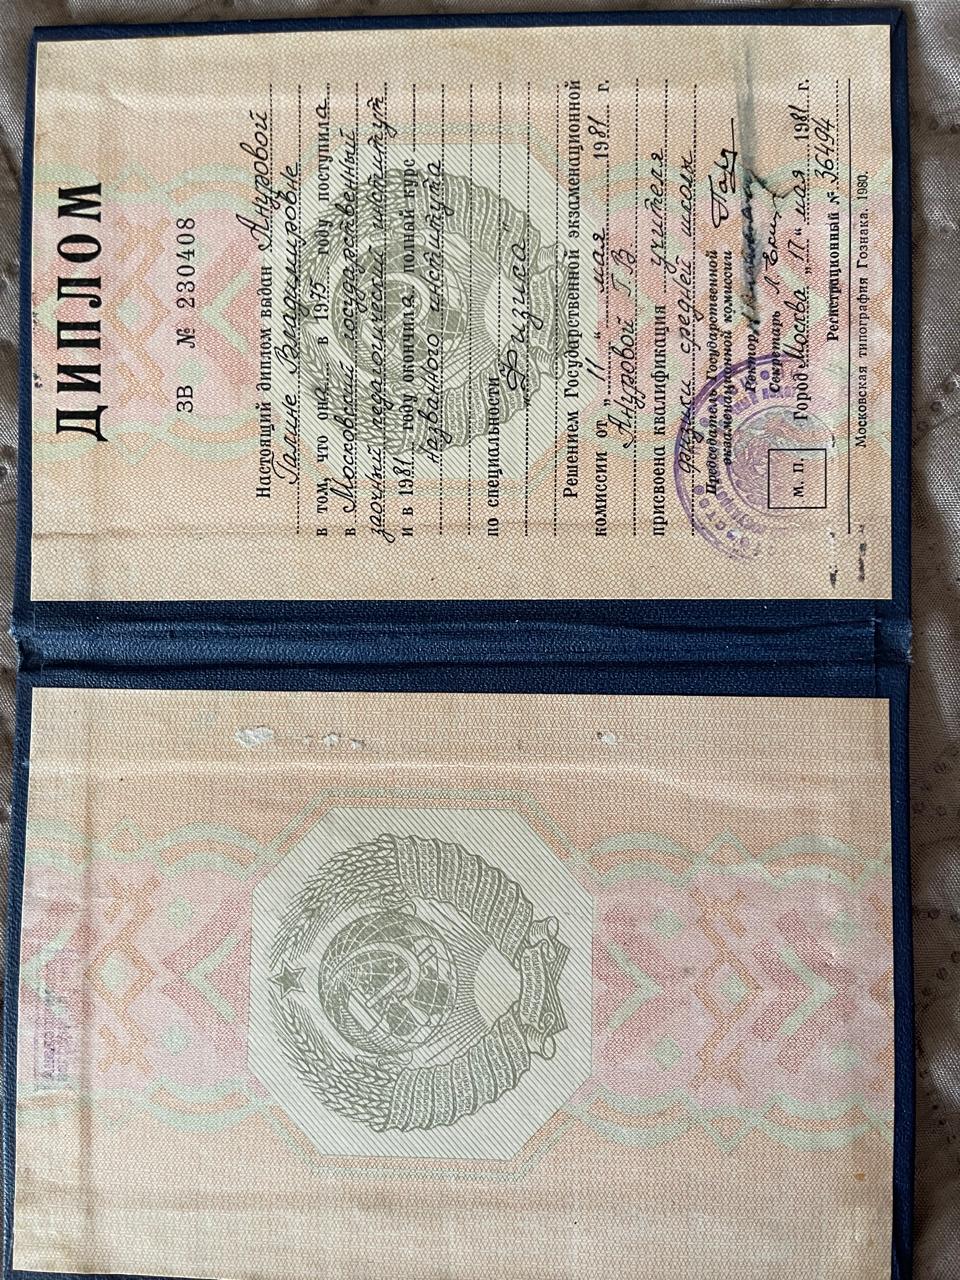 ДИПЛОМ
ЗВ № 230408
Настоящий диплом выдан Ануровой
Галине Владимировне
в том, что она в 1975 году поступила
в Московский государственный
заочный педагогический институт
и в 1981 году окончила полный курс
названного института
по специальности
„Физика“
Решением Государственной экзаменационной
комиссии от „11“ мая 1981 г.
Ануровой Г. В.
присвоена квалификация учителя
физики средней школы
Председатель Государственной
экзаменационной комиссии
Ректор
Секретарь
М. П. Город Москва „17“ мая 1981 г.
Регистрационный № 36494
Московская типография Гознака. 1980.